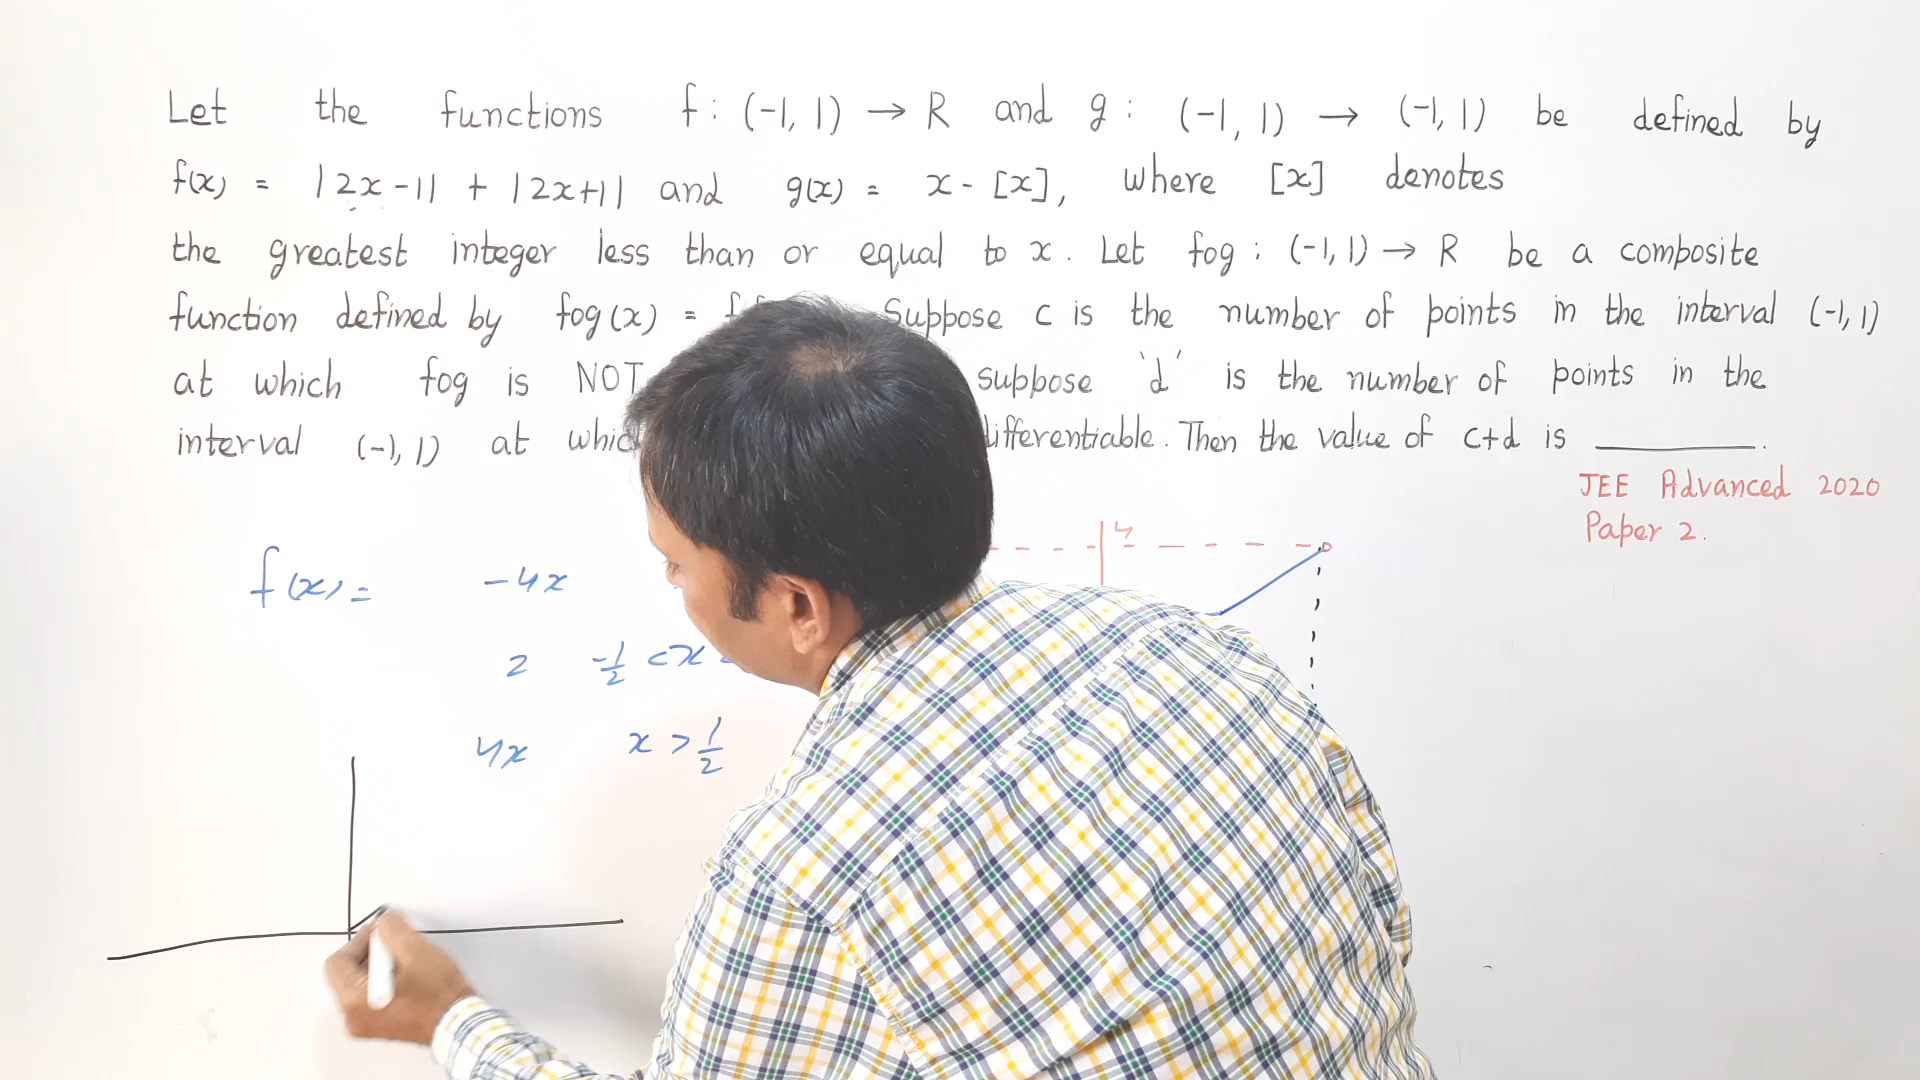 Let the functions f : (-1, 1) → R and g : (-1, 1) → (-1, 1) be defined by
f(x) = |2x-1| + |2x+1| and g(x) = x - [x], where [x] denotes
the greatest integer less than or equal to x. Let fog : (-1, 1) → R be a composite
function defined by fog(x) = Suppose c is the number of points in the interval (-1, 1)
at which fog is NOT suppose 'd' is the number of points in the
interval (-1, 1) at differentiable. Then the value of c+d is ______.
JEE Advanced 2020
Paper 2.
4
f(x) = -4x
2 -1/2 < x
4x x > 1/2